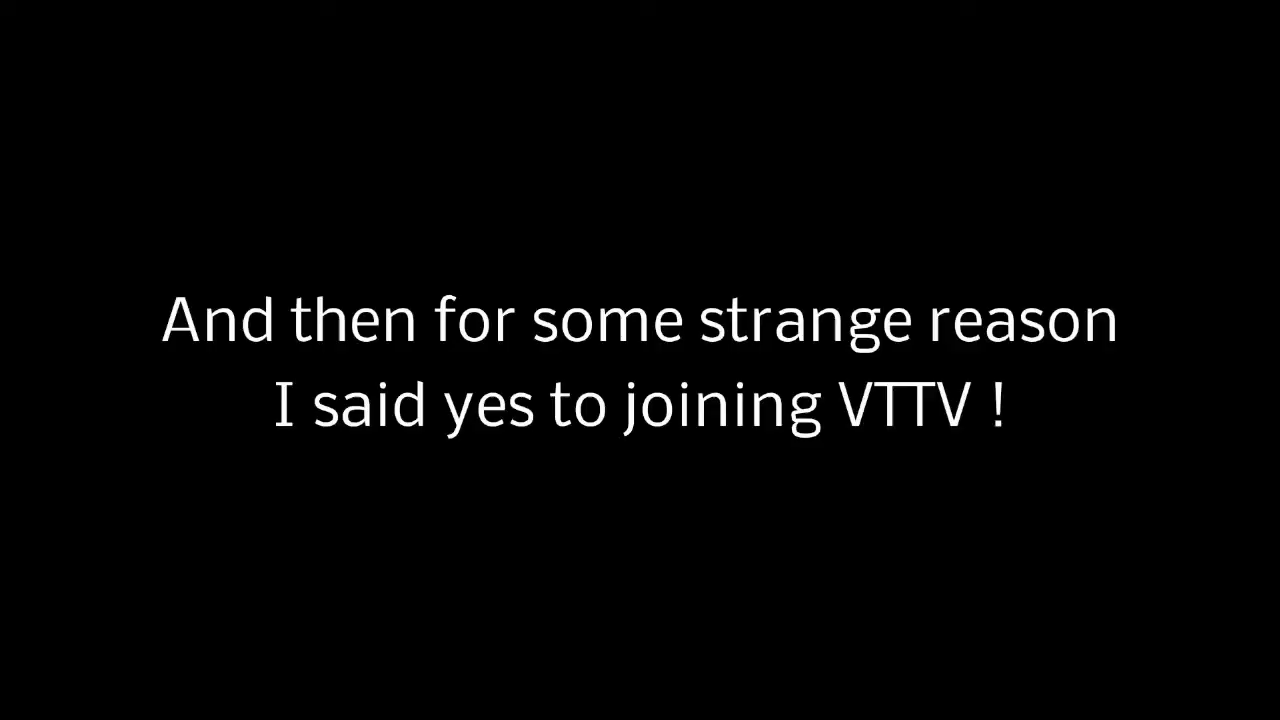 And then for some strange reason
I said yes to joining VTTV !